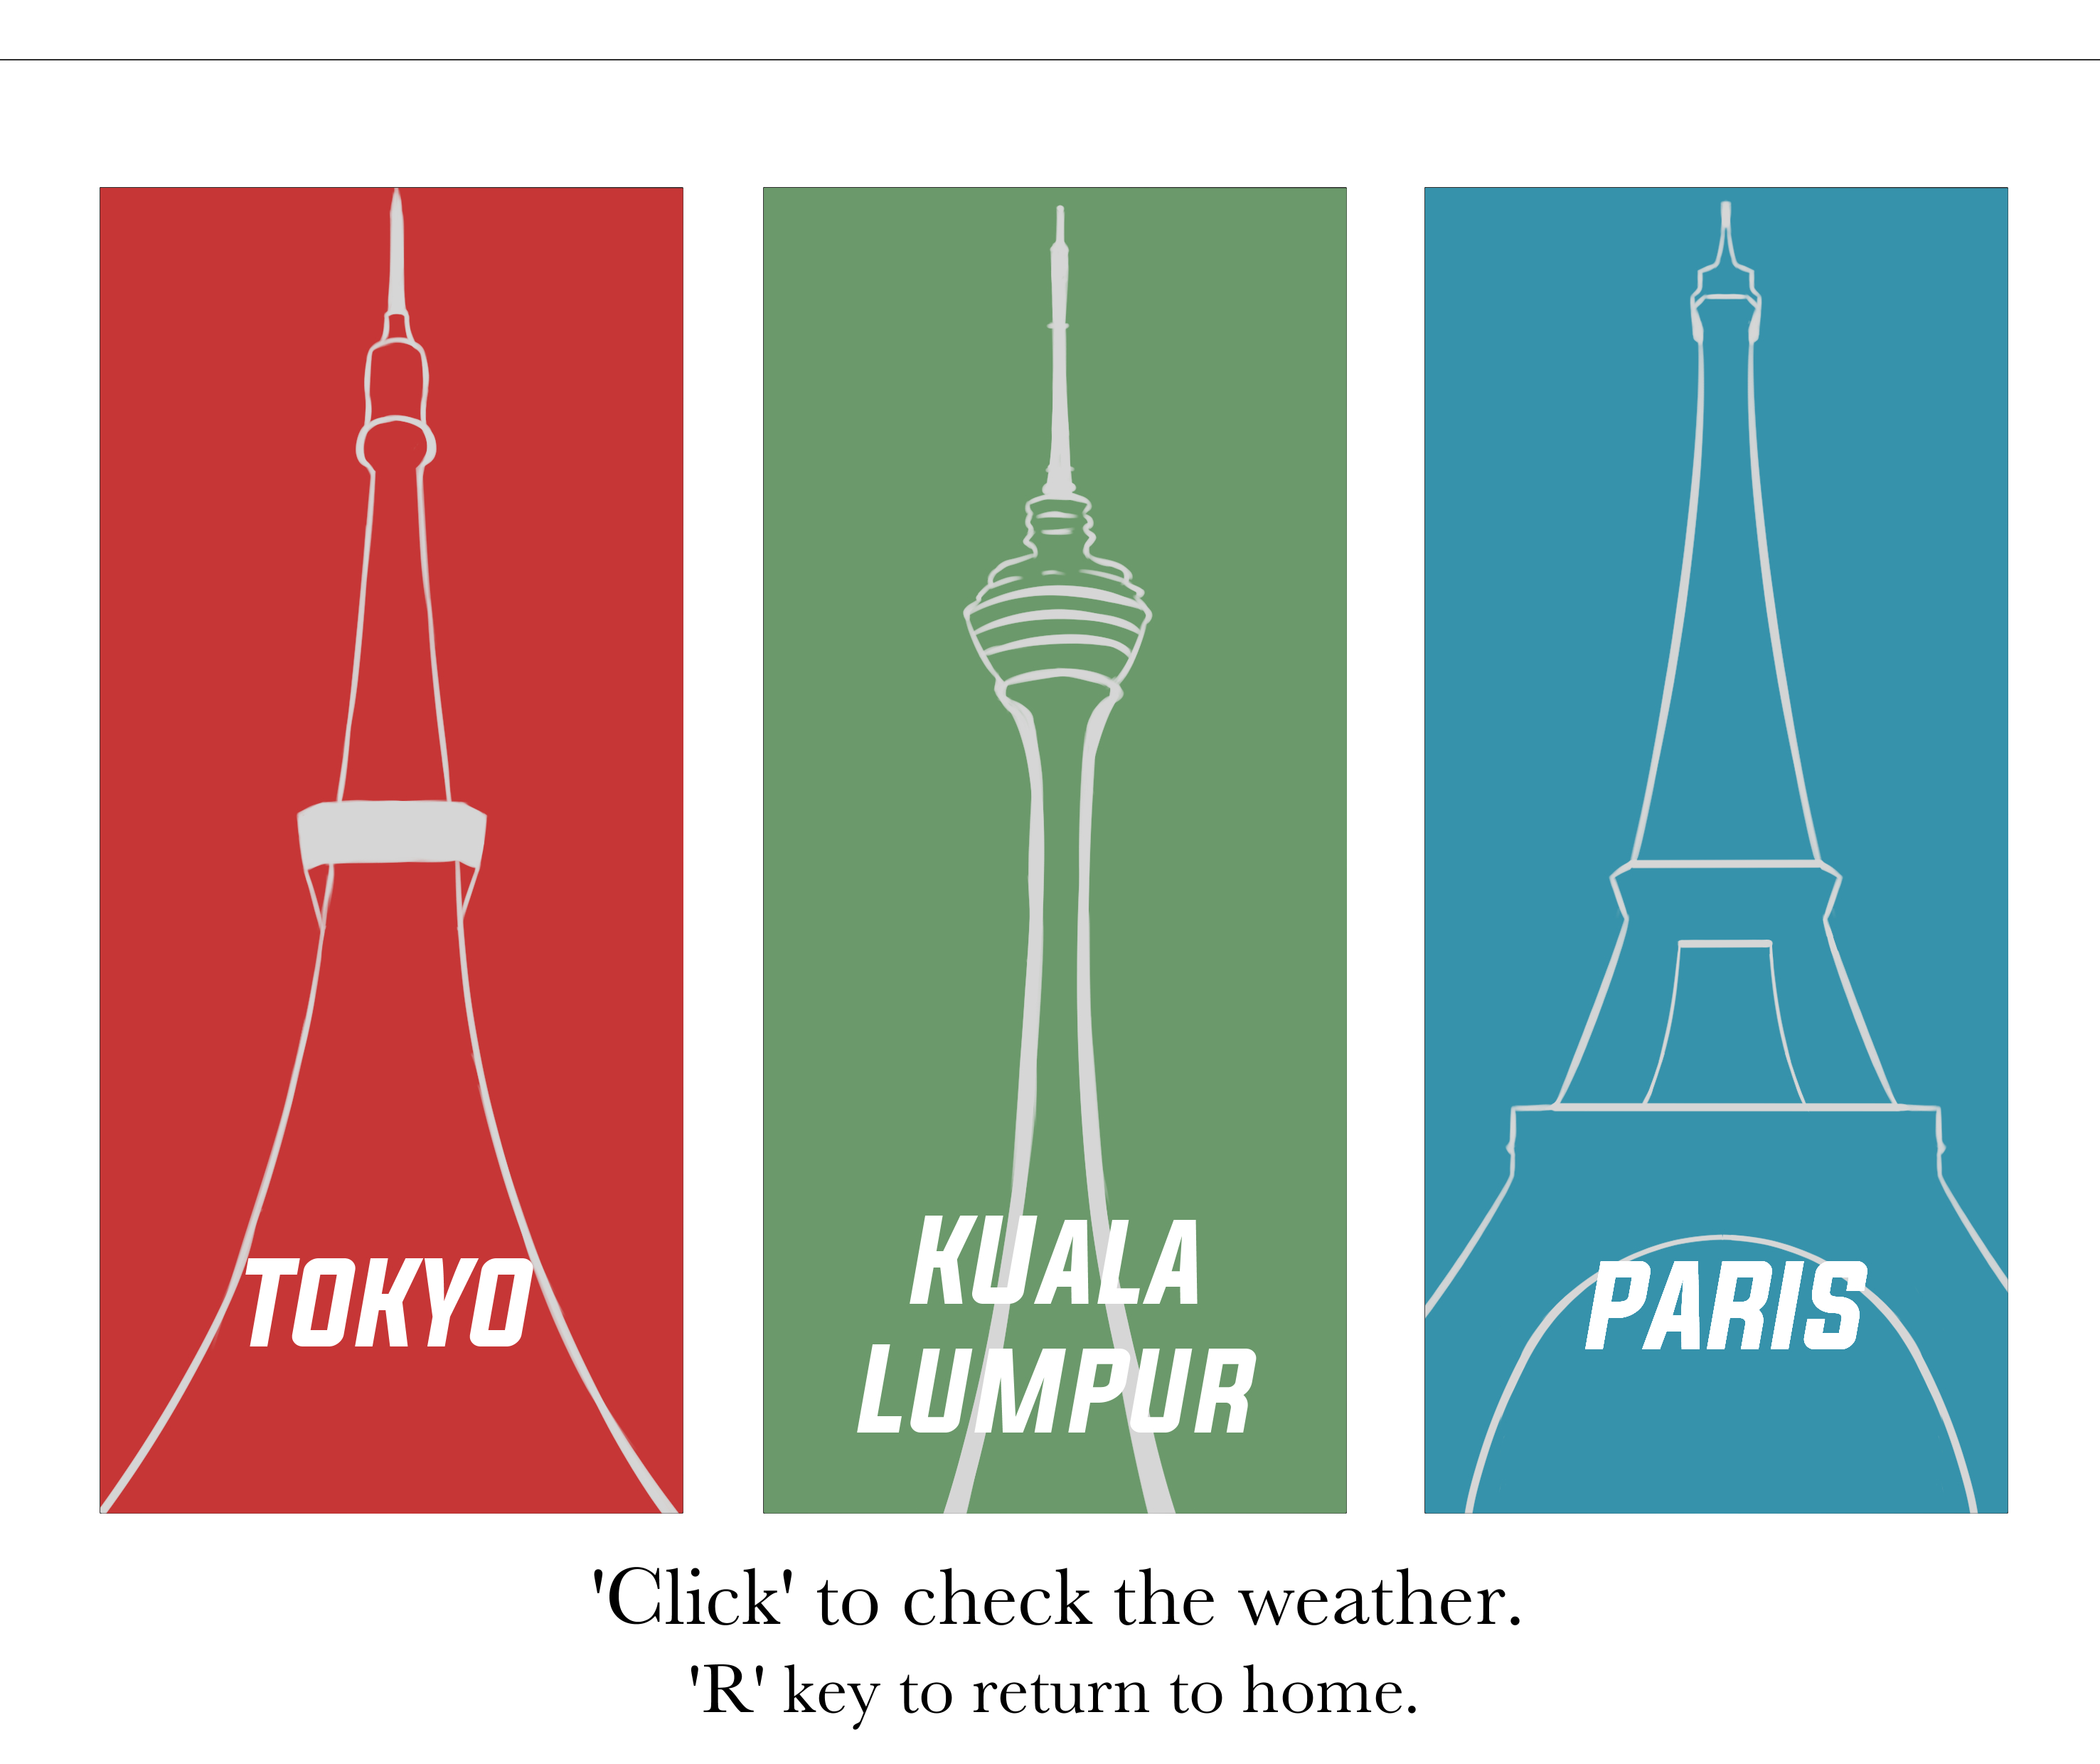 TOKYO
KUALA
LUMPUR
PARIS
'Click' to check the weather.
'R' key to return to home.